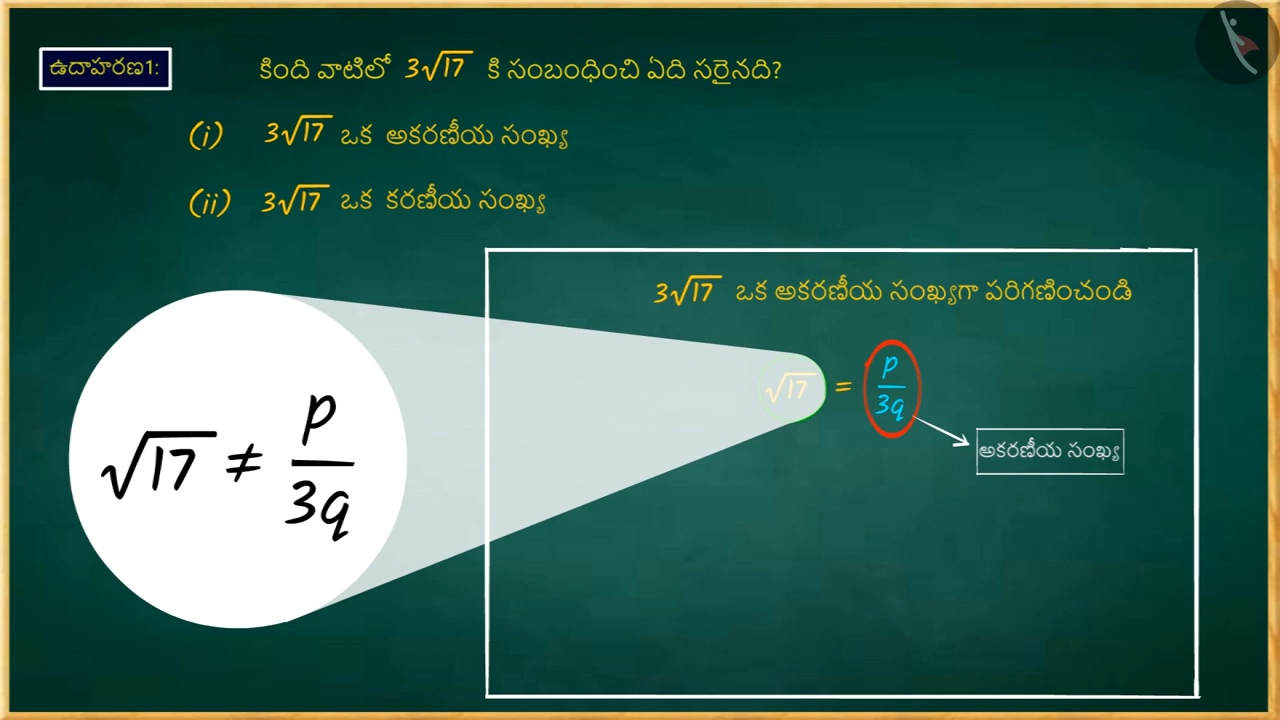 ఉదాహరణ1:
కింది వాటిలో 3√17 కి సంబంధించి ఏది సరైనది?
(i) 3√17 ఒక అకరణీయ సంఖ్య
(ii) 3√17 ఒక కరణీయ సంఖ్య
3√17 ఒక అకరణీయ సంఖ్యగా పరిగణించండి
√17 = p/3q
అకరణీయ సంఖ్య
√17 ≠ p/3q